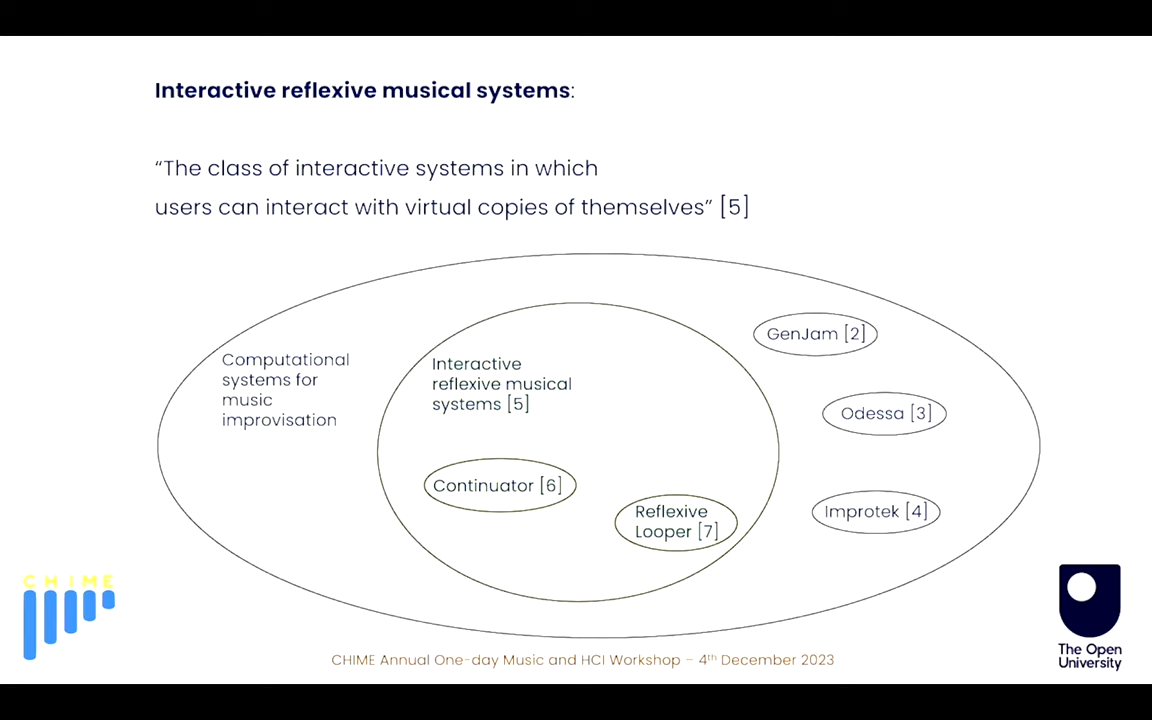 Interactive reflexive musical systems:
“The class of interactive systems in which
users can interact with virtual copies of themselves” [5]
Computational
systems for
music
improvisation
Interactive
reflexive musical
systems [5]
GenJam [2]
Odessa [3]
Continuator [6]
Reflexive
Looper [7]
Improtek [4]
CHIME
CHIME Annual One-day Music and HCI Workshop – 4th December 2023
The Open
University